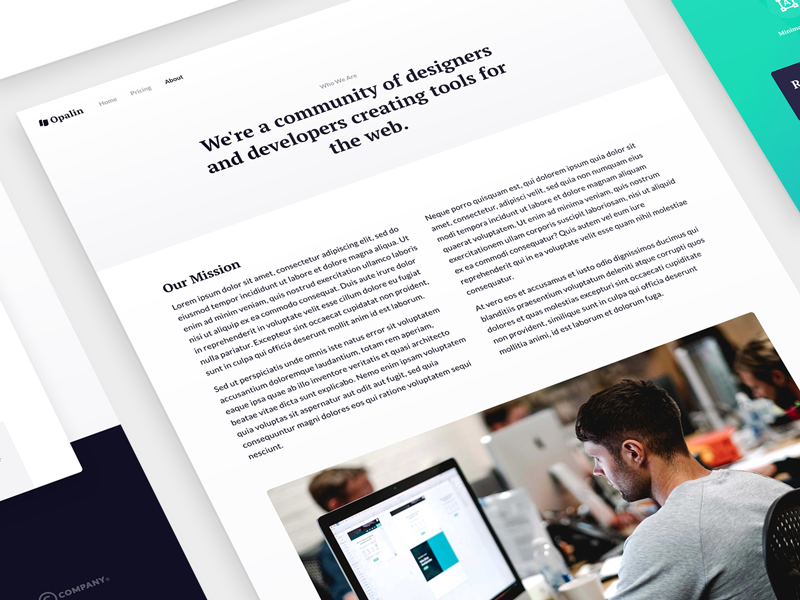 Opalin
Home
Pricing
About
Who We Are
We're a community of designers
and developers creating tools for
the web.
Our Mission
Lorem ipsum dolor sit amet, consectetur adipiscing elit, sed do
eiusmod tempor incididunt ut labore et dolore magna aliqua. Ut
enim ad minim veniam, quis nostrud exercitation ullamco laboris
nisi ut aliquip ex ea commodo consequat. Duis aute irure dolor
in reprehenderit in voluptate velit esse cillum dolore eu fugiat
nulla pariatur. Excepteur sint occaecat cupidatat non proident,
sunt in culpa qui officia deserunt mollit anim id est laborum.
Sed ut perspiciatis unde omnis iste natus error sit voluptatem
accusantium doloremque laudantium, totam rem aperiam,
eaque ipsa quae ab illo inventore veritatis et quasi architecto
beatae vitae dicta sunt explicabo. Nemo enim ipsam voluptatem
quia voluptas sit aspernatur aut odit aut fugit, sed quia
consequuntur magni dolores eos qui ratione voluptatem sequi
nesciunt.
Neque porro quisquam est, qui dolorem ipsum quia dolor sit
amet, consectetur, adipisci velit, sed quia non numquam eius
modi tempora incidunt ut labore et dolore magnam aliquam
quaerat voluptatem. Ut enim ad minima veniam, quis nostrum
exercitationem ullam corporis suscipit laboriosam, nisi ut aliquid
ex ea commodi consequatur? Quis autem vel eum iure
reprehenderit qui in ea voluptate velit esse quam nihil molestiae
consequatur.
At vero eos et accusamus et iusto odio dignissimos ducimus qui
blanditiis praesentium voluptatum deleniti atque corrupti quos
dolores et quas molestias excepturi sint occaecati cupiditate
non provident, similique sunt in culpa qui officia deserunt
mollitia animi, id est laborum et dolorum fuga.
COMPANY